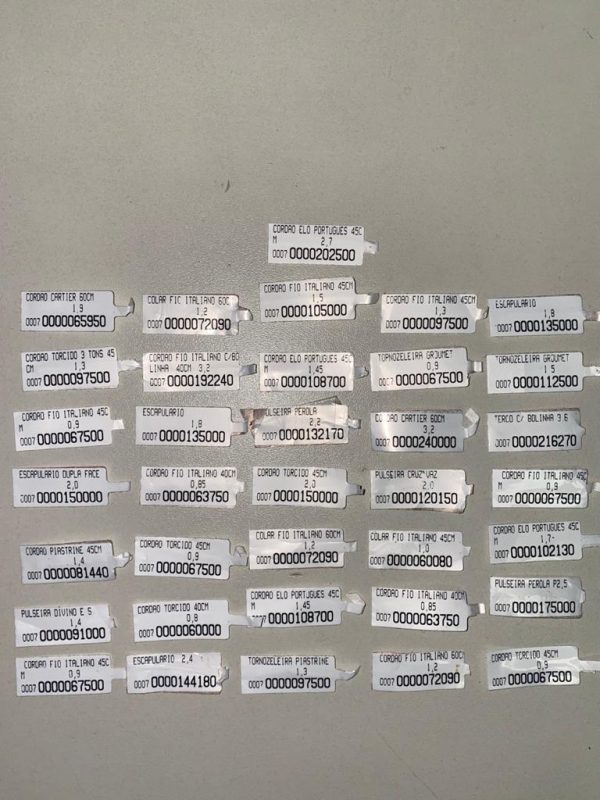 CORDAO ELO PORTUGUES 45C
M 2,7
0007 0000202500
CORDAO CARTIER 60CM
1,9
0007 0000065950
COLAR FIC ITALIANO 60C
1,2
0007 0000072090
CORDAO FIO ITALIANO 45CM
1,5
0007 0000105000
CORDAO FIO ITALIANO 45CM
1,3
0007 0000097500
ESCAPULARIO
1,8
0007 0000135000
CORDAO TORCIDO 3 TONS 45
CM 1,3
0007 0000097500
CORDAO FIO ITALIANO C/BO
LINHA 40CM 3,2
0007 0000192240
CORDAO ELO PORTUGUES 45C
M 1,45
0007 0000108700
TORNOZELEIRA GROUMET
0,9
0007 0000067500
TORNOZELEIRA GROUMET
1 5
0007 0000112500
CORDAO FIO ITALIANO 45C
M 0,9
0007 0000067500
ESCAPULARIO
1,8
0007 0000135000
PULSEIRA PEROLA
2,2
0000132170
CORDAO CARTIER 60CM
3,2
0007 0000240000
TERCO C/ BOLINHA 3.6
0007 0000216270
ESCAPULARIO DUPLA FACE
2,0
0007 0000150000
CORDAO FIO ITALIANO 40CM
0,85
0007 0000063750
CORDAO TORCIDO 45CM
2,0
0007 0000150000
PULSEIRA CRUZ VAZ
2,0
0007 0000120150
CORDAO FIO ITALIANO 45C
M 0,9
0007 0000067500
CORDAO PIASTRINE 45CM
1,4
0007 0000081440
CORDAO TORCIDO 45CM
0,9
0007 0000067500
COLAR FIO ITALIANO 60CM
1,2
0007 0000072090
COLAR FIO ITALIANO 45CM
1,0
0007 0000060080
CORDAO ELO PORTUGUES 45C
M 1,7
0007 0000102130
PULSEIRA DIVINO E S
1,4
0007 0000091000
CORDAO TORCIDO 40CM
0,8
0007 0000060000
CORDAO ELO PORTUGUES 45C
M 1,45
0000108700
CORDAO FIO ITALIANO 40CM
0,85
0007 0000063750
PULSEIRA PEROLA P2,5
0007 0000175000
CORDAO FIO ITALIANO 45C
M 0,9
0007 0000067500
ESCAPULARIO 2,4
0007 0000144180
TORNOZELEIRA PIASTRINE
1,3
0007 0000097500
CORDAO FIO ITALIANO 60C
1,2
0007 0000072090
CORDAO TORCIDO 45CM
0,9
0007 0000067500